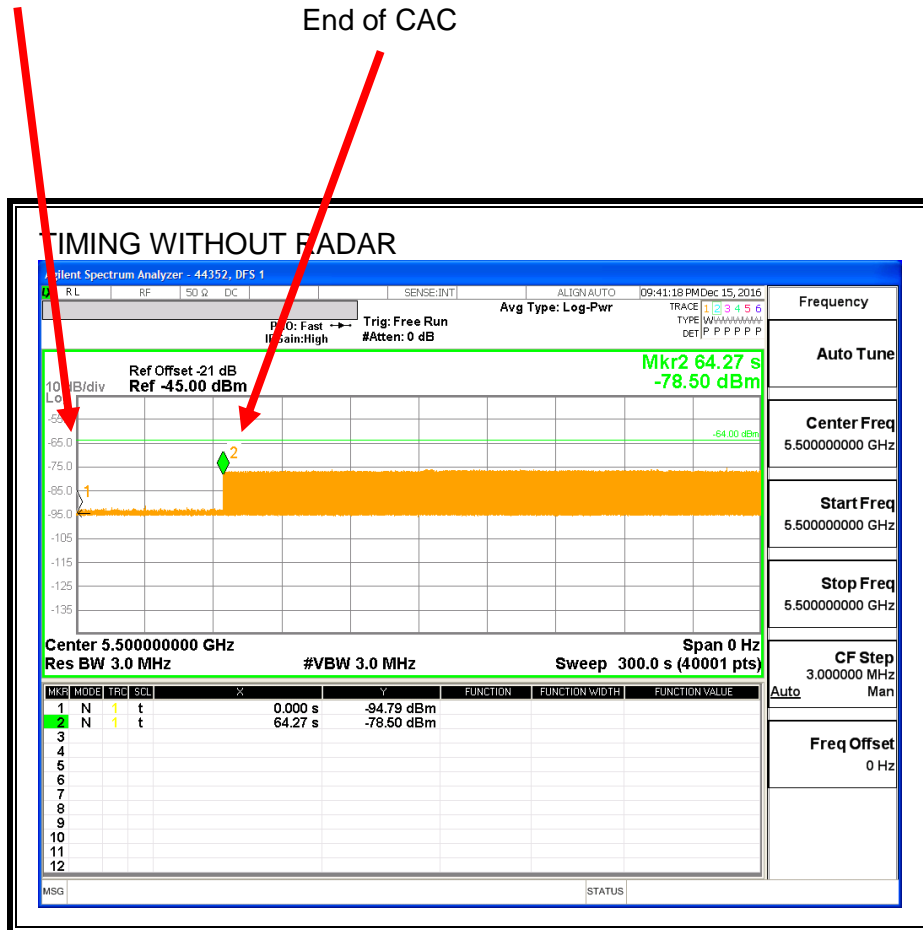 End of CAC
TIMING WITHOUT RADAR
Agilent Spectrum Analyzer - 44352, DFS 1
RL RF 50 Ω DC SENSE:INT ALIGN AUTO 09:41:18 PM Dec 15, 2016
PNO: Fast Trig: Free Run Avg Type: Log-Pwr TRACE 1 2 3 4 5 6
TYPE WWWWWW
IFGain:High #Atten: 0 dB DET P P P P P P
Frequency
Mkr2 64.27 s
-78.50 dBm
Ref Offset -21 dB
10 dB/div Ref -45.00 dBm
Log
-55.0
-64.00 dBm
-65.0
2
-75.0
-85.0
1
-95.0
-105
-115
-125
-135
Center 5.500000000 GHz Span 0 Hz
Res BW 3.0 MHz #VBW 3.0 MHz Sweep 300.0 s (40001 pts)
MKR MODE TRC SCL X Y FUNCTION FUNCTION WIDTH FUNCTION VALUE
1 N 1 t 0.000 s -94.79 dBm
2 N 1 t 64.27 s -78.50 dBm
3
4
5
6
7
8
9
10
11
12
MSG STATUS
Auto Tune
Center Freq
5.500000000 GHz
Start Freq
5.500000000 GHz
Stop Freq
5.500000000 GHz
CF Step
3.000000 MHz
Auto Man
Freq Offset
0 Hz